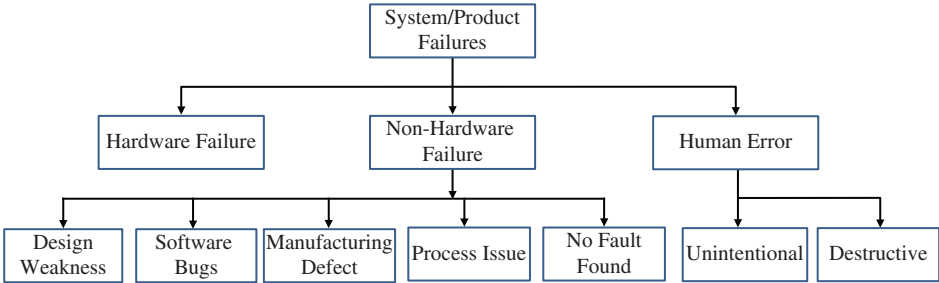 System/Product
Failures
Hardware Failure
Non-Hardware
Failure
Human Error
Design
Weakness
Software
Bugs
Manufacturing
Defect
Process Issue
No Fault
Found
Unintentional
Destructive